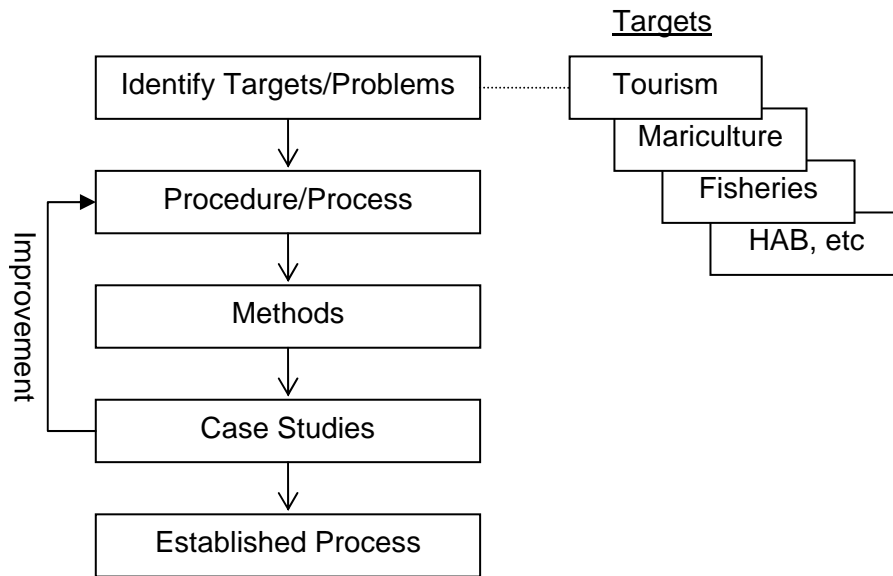 Targets
Identify Targets/Problems
Tourism
Mariculture
Procedure/Process
Fisheries
HAB, etc
Improvement
Methods
Case Studies
Established Process